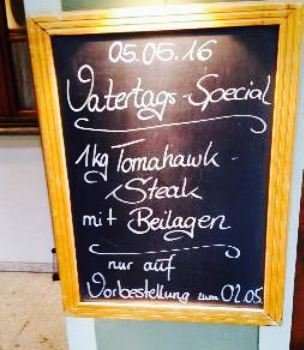 05.05.16
Vatertags-Special
1kg Tomahawk-
Steak
mit Beilagen
nur auf
Vorbestellung zum 02.05.